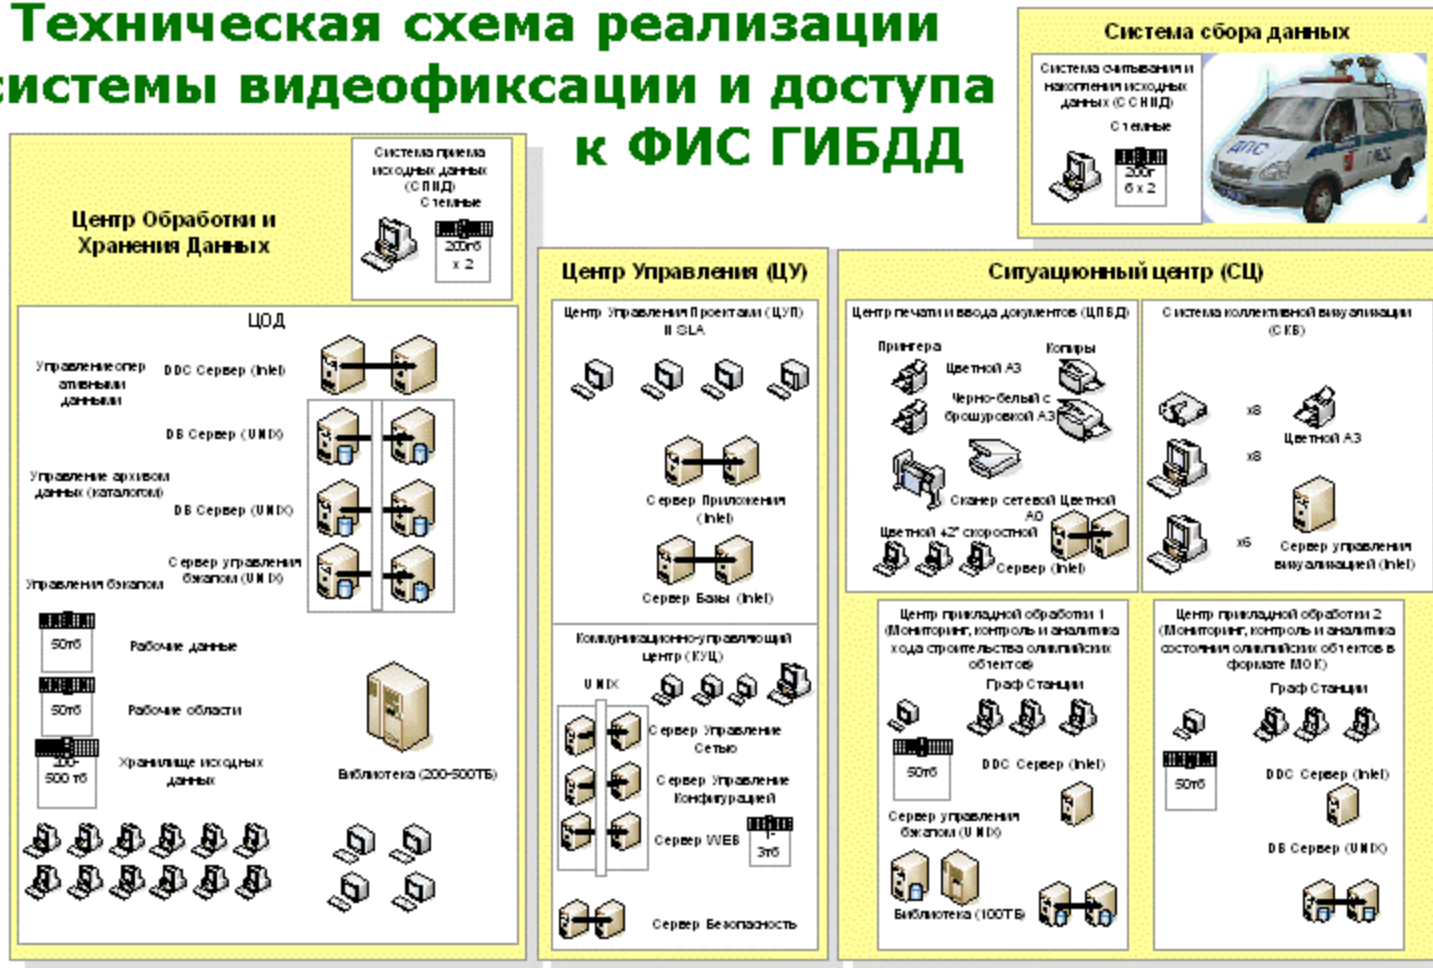 Техническая схема реализации
системы видеофиксации и доступа
к ФИС ГИБДД
Система сбора данных
Система считывания и
накопления исходных
данных (ССНИД)
Стемные
200г
6 x 2
ДПС
Центр Обработки и
Хранения Данных
Система приема
исходных данных
(СПИД)
Стемные
200гб
x 2
ЦОД
Управление опер
ативными
данными
DDC Сервер (Intel)
DB Сервер (UNIX)
Управление архивом
данных (каталогом)
DB Сервер (UNIX)
Сервер управления
бэкапом (UNIX)
Управления бэкапом
50тб
Рабочие данные
50тб
Рабочие области
200-
500 тб
Хранилище исходных
данных
Библиотека (200-500ТБ)
Центр Управления (ЦУ)
Центр Управления Проектами (ЦУП)
И SLA
Сервер Приложения
(Intel)
Сервер Базы (Intel)
Коммуникационно-управляющий
центр (КУЦ)
UNIX
Сервер Управление
Сетью
Сервер Управление
Конфигурацией
Сервер WEB
1-
3тб
Сервер Безопасность
Ситуационный центр (СЦ)
Центр печати и ввода документов (ЦПВД)
Принтера
Копиры
Цветной А3
Черно-белый с
брошуровкой А3
Сканер сетевой Цветной
А0
Цветной 42" скоростной
Сервер (Intel)
Система коллективной визуализации
(СКВ)
x8
Цветной А3
x8
x6
Сервер управления
визуализацией (Intel)
Центр прикладной обработки 1
(Мониторинг, контроль и аналитика
хода строительства олимпийских
объектов)
Граф Станции
50тб
DDC Сервер (Intel)
Сервер управления
бэкапом (UNIX)
Библиотека (100ТБ)
Центр прикладной обработки 2
(Мониторинг, контроль и аналитика
состояния олимпийских объектов в
формате МОК)
Граф Станции
50тб
DDC Сервер (Intel)
DB Сервер (UNIX)